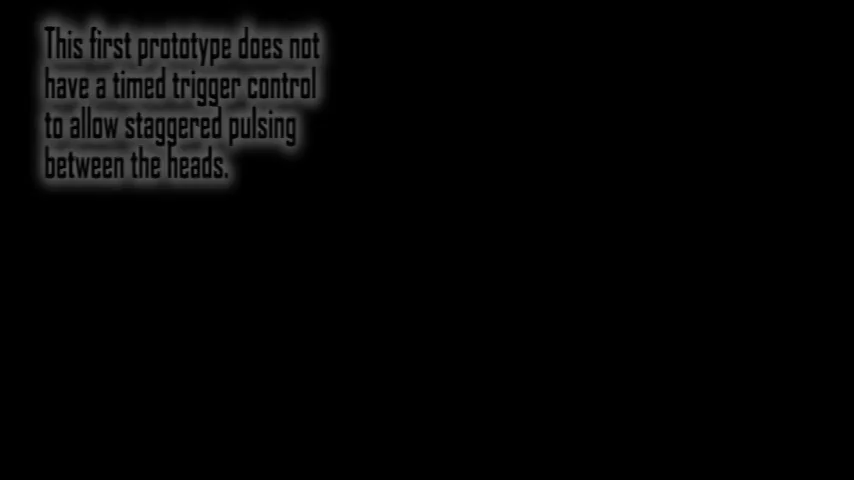 This first prototype does not
have a timed trigger control
to allow staggered pulsing
between the heads.